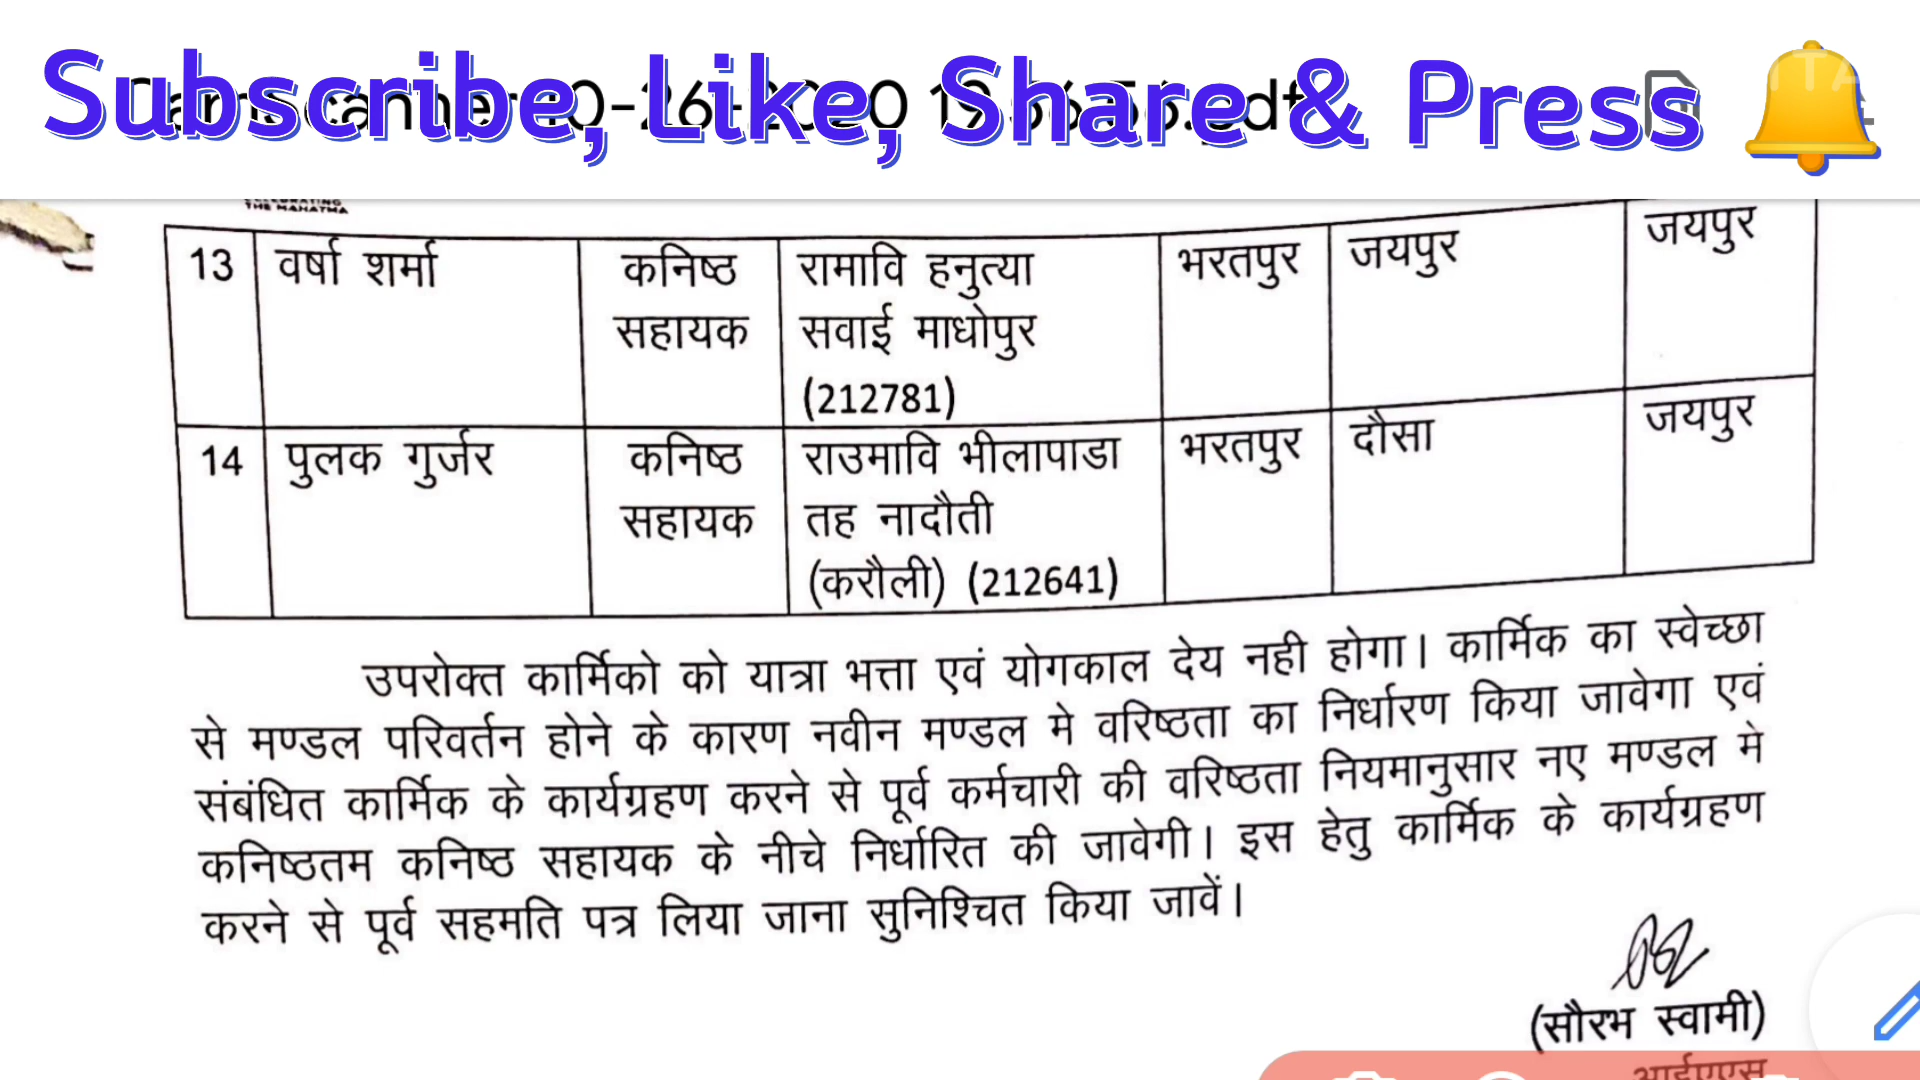 Subscribe, Like, Share & Press
THE MAHATMA
13 वर्षा शर्मा कनिष्ठ सहायक रामावि हनुत्या सवाई माधोपुर (212781) भरतपुर जयपुर जयपुर
14 पुलक गुर्जर कनिष्ठ सहायक राउमावि भीलापाडा तह नादौती (करौली) (212641) भरतपुर दौसा जयपुर
उपरोक्त कार्मिको को यात्रा भत्ता एवं योगकाल देय नही होगा। कार्मिक का स्वेच्छा
से मण्डल परिवर्तन होने के कारण नवीन मण्डल मे वरिष्ठता का निर्धारण किया जावेगा एवं
संबंधित कार्मिक के कार्यग्रहण करने से पूर्व कर्मचारी की वरिष्ठता नियमानुसार नए मण्डल मे
कनिष्ठतम कनिष्ठ सहायक के नीचे निर्धारित की जावेगी। इस हेतु कार्मिक के कार्यग्रहण
करने से पूर्व सहमति पत्र लिया जाना सुनिश्चित किया जावें।
(सौरभ स्वामी)
आईएएस